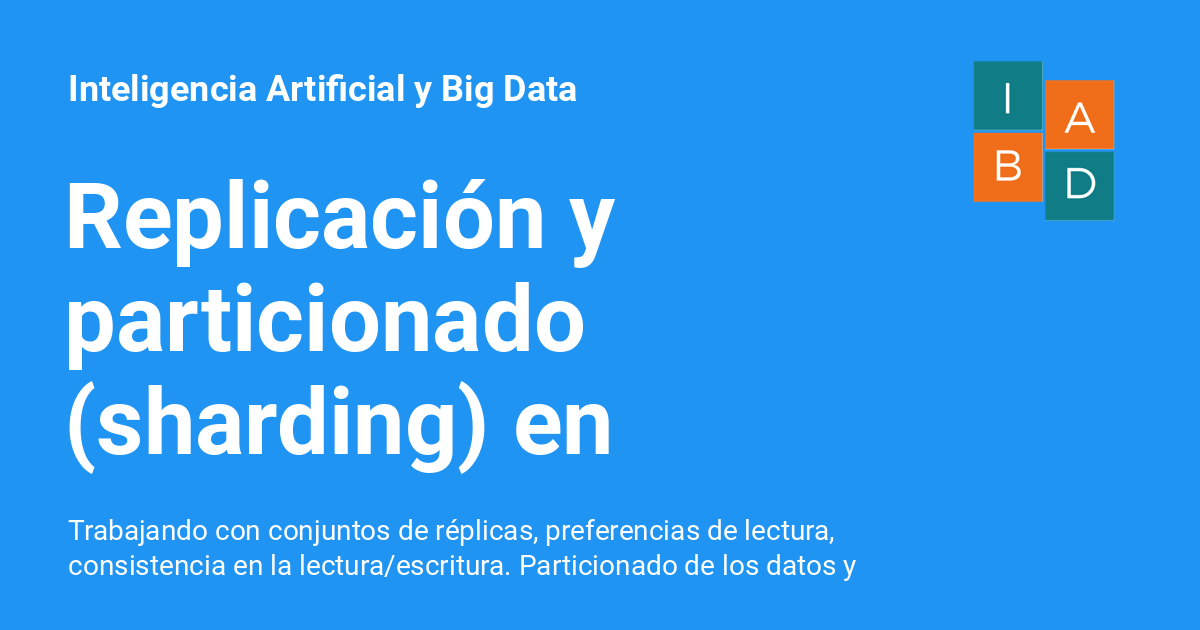 Inteligencia Artificial y Big Data
I
A
B
D
Replicación y
particionado
(sharding) en
Trabajando con conjuntos de réplicas, preferencias de lectura,
consistencia en la lectura/escritura. Particionado de los datos y